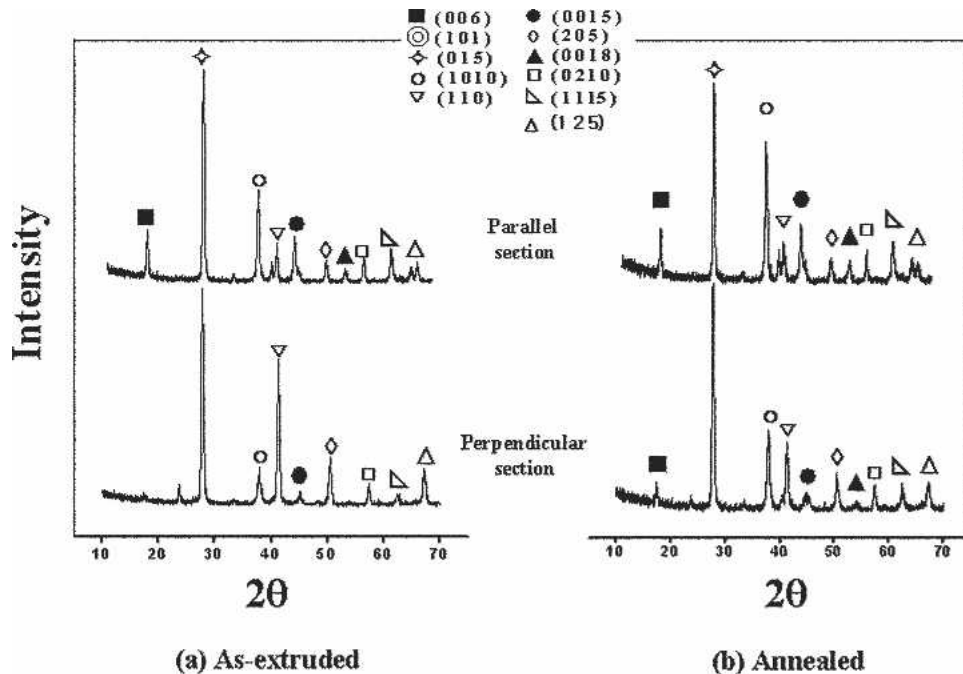 (006)
(101)
(015)
(1010)
(110)
(0015)
(205)
(0018)
(0210)
(1115)
(125)
Intensity
Parallel
section
Perpendicular
section
10 20 30 40 50 60 70
10 20 30 40 50 60 70
2θ
2θ
(a) As-extruded
(b) Annealed